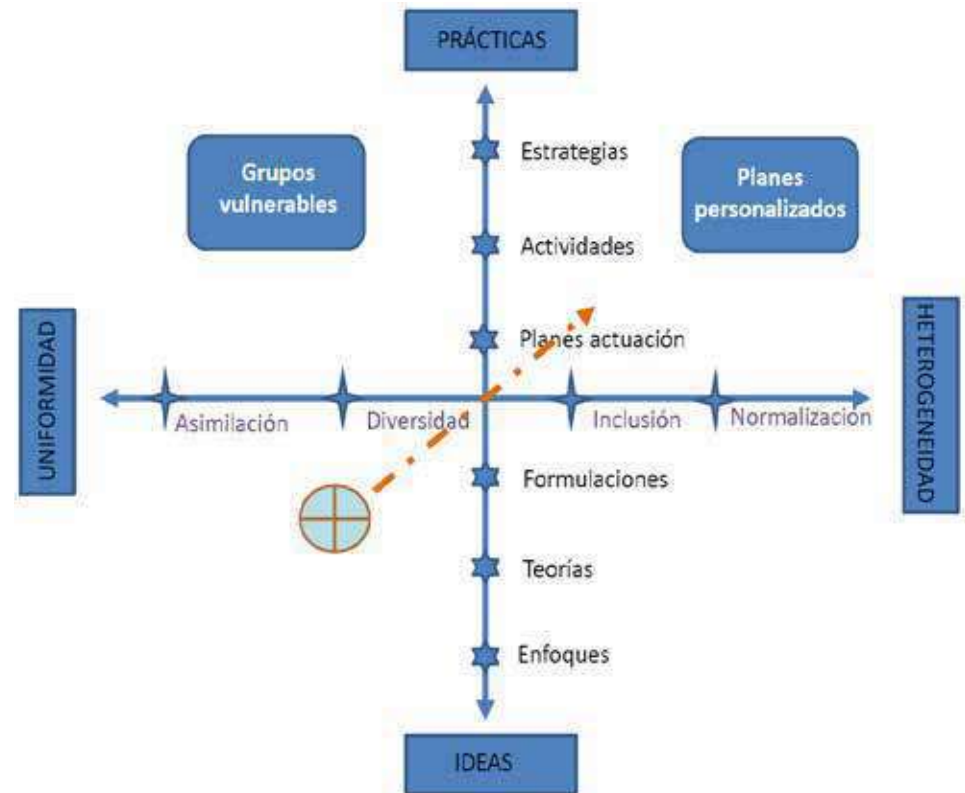 PRÁCTICAS
Estrategias
Grupos
vulnerables
Planes
personalizados
Actividades
Planes actuación
UNIFORMIDAD
HETEROGENEIDAD
Asimilación
Diversidad
Inclusión
Normalización
Formulaciones
Teorías
Enfoques
IDEAS